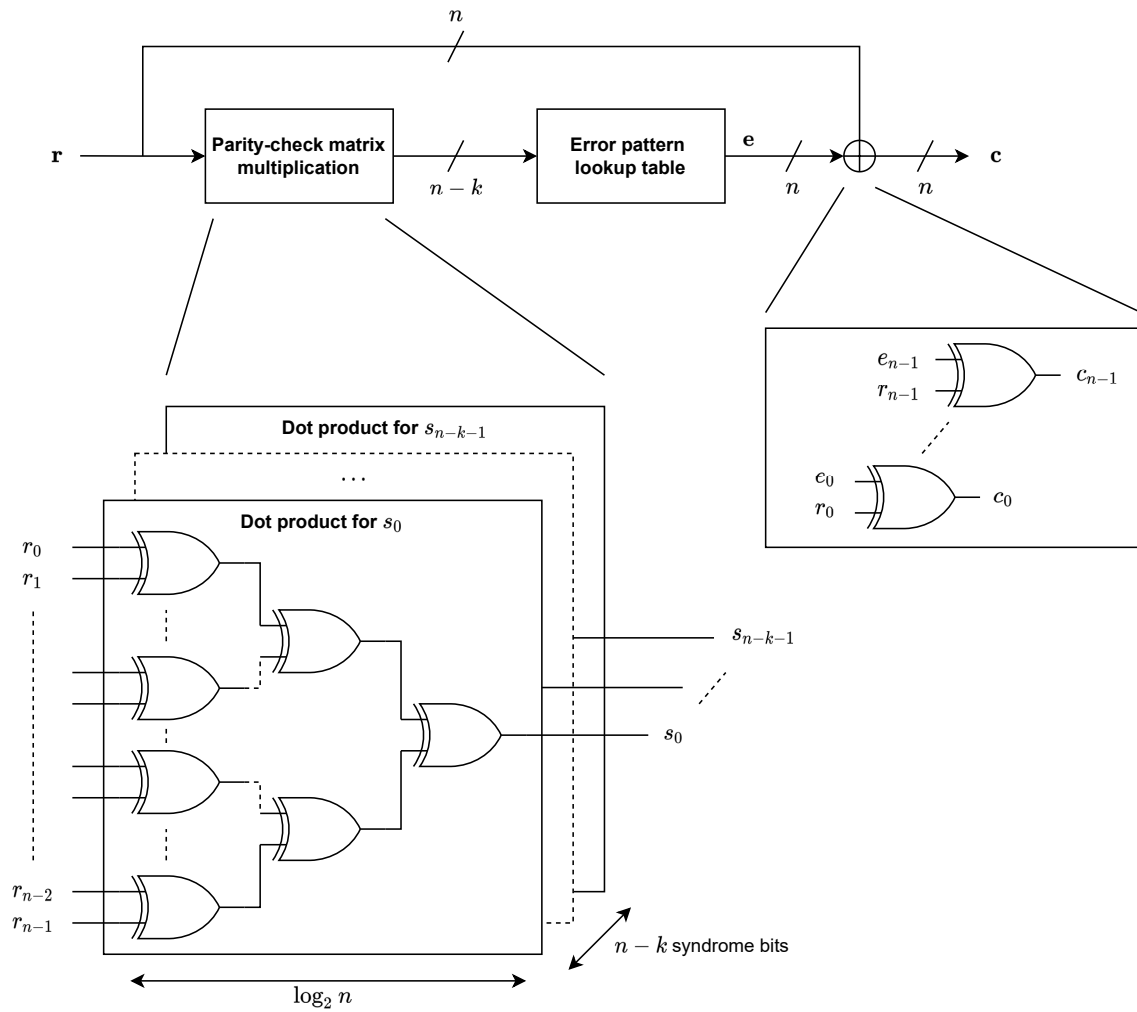 n
r
Parity-check matrix
multiplication
n − k
Error pattern
lookup table
e
n
n
c
e_{n−1}
r_{n−1}
c_{n−1}
e_0
r_0
c_0
Dot product for s_{n−k−1}
...
Dot product for s_0
r_0
r_1
r_{n−2}
r_{n−1}
s_{n−k−1}
s_0
n − k syndrome bits
log_2 n